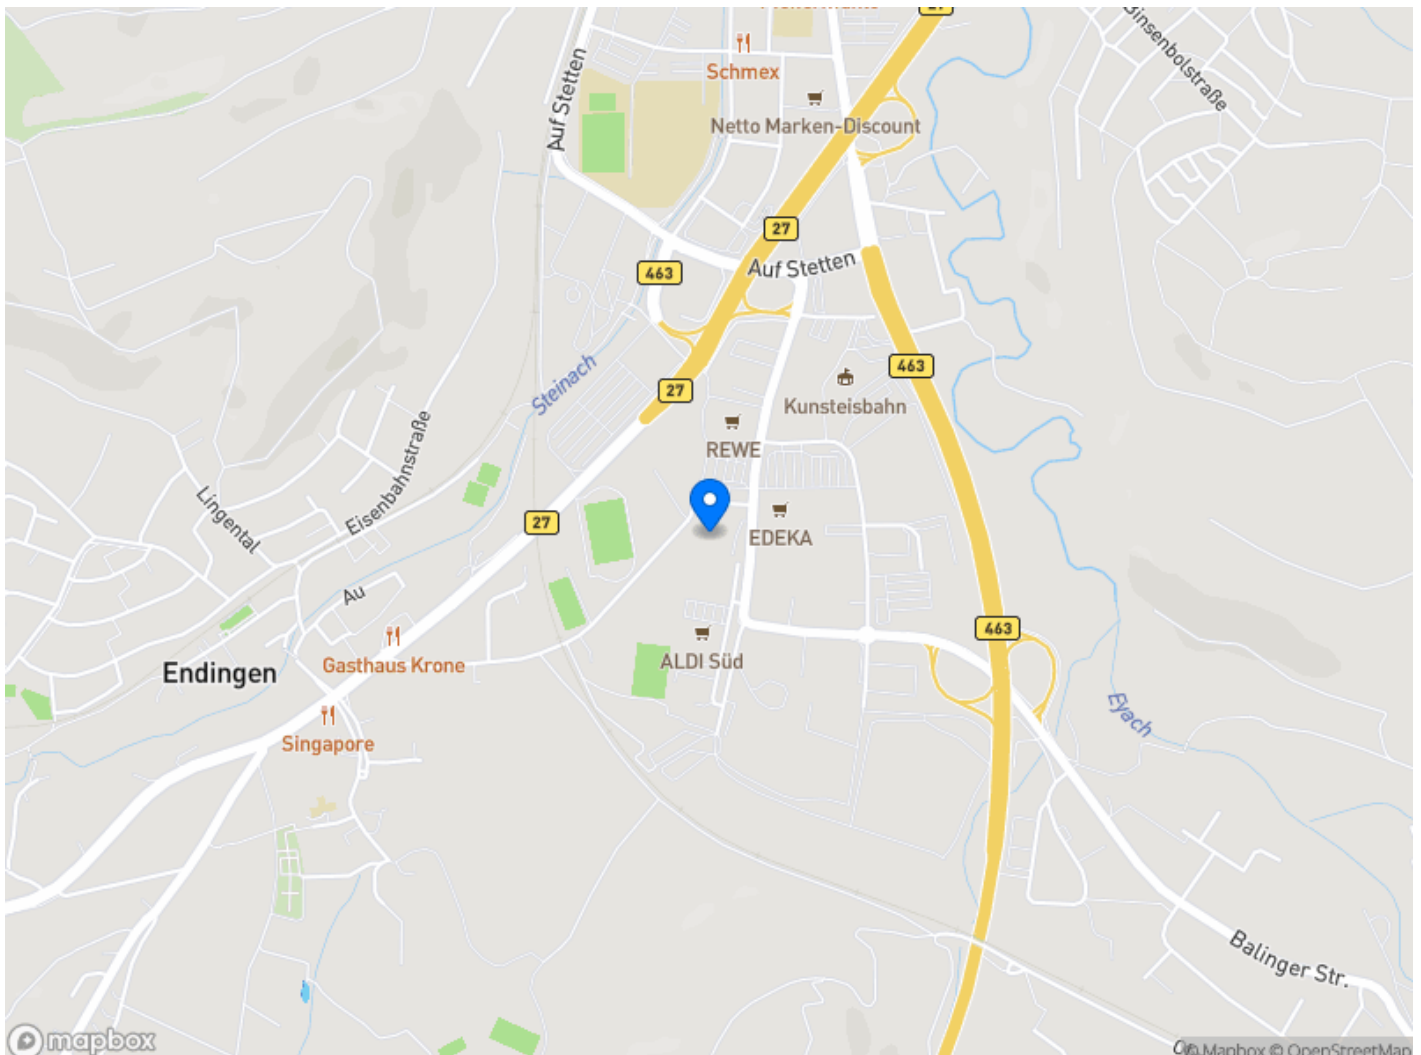 Schmex
Netto Marken-Discount
Binsenbolstraße
Auf Stetten
27
Auf Stetten
463
Steinach
27
463
Kunsteisbahn
REWE
Lingental
Eisenbahnstraße
27
EDEKA
Au
463
Gasthaus Krone
Endingen
ALDI Süd
Singapore
Eyach
Balinger Str.
mapbox
© Mapbox © OpenStreetMap